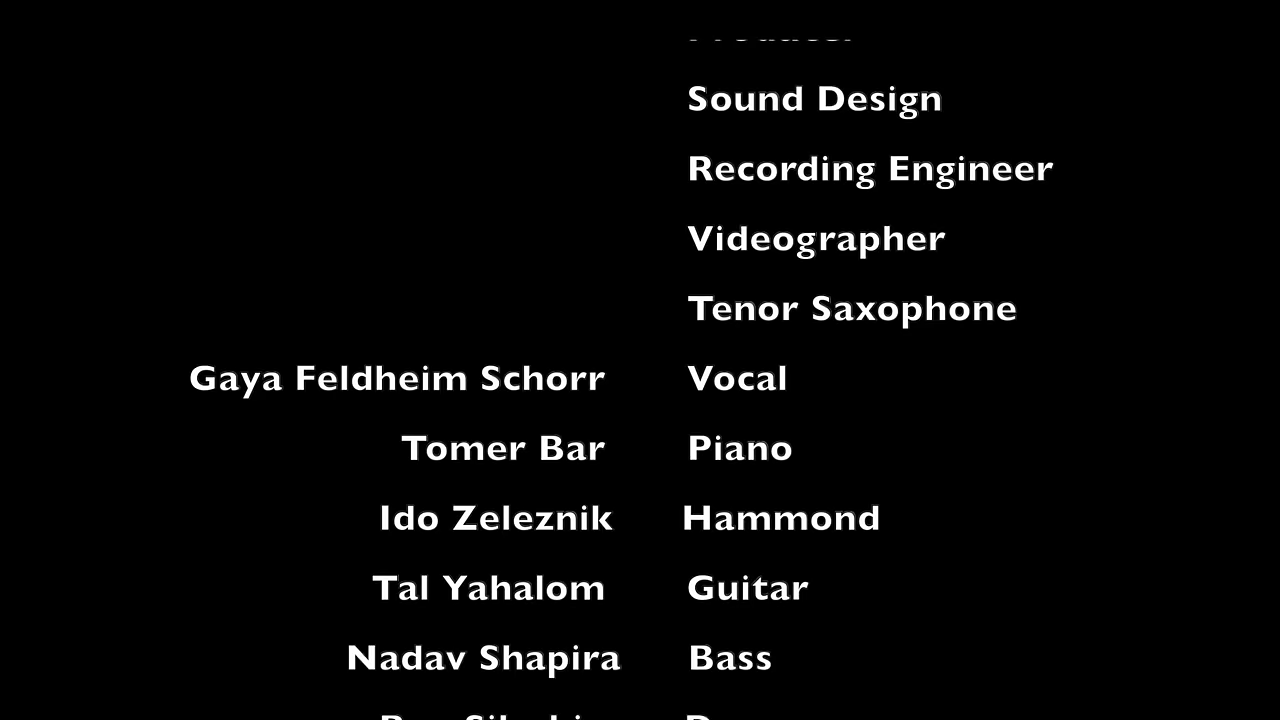 Sound Design
Recording Engineer
Videographer
Tenor Saxophone
Gaya Feldheim Schorr Vocal
Tomer Bar Piano
Ido Zeleznik Hammond
Tal Yahalom Guitar
Nadav Shapira Bass